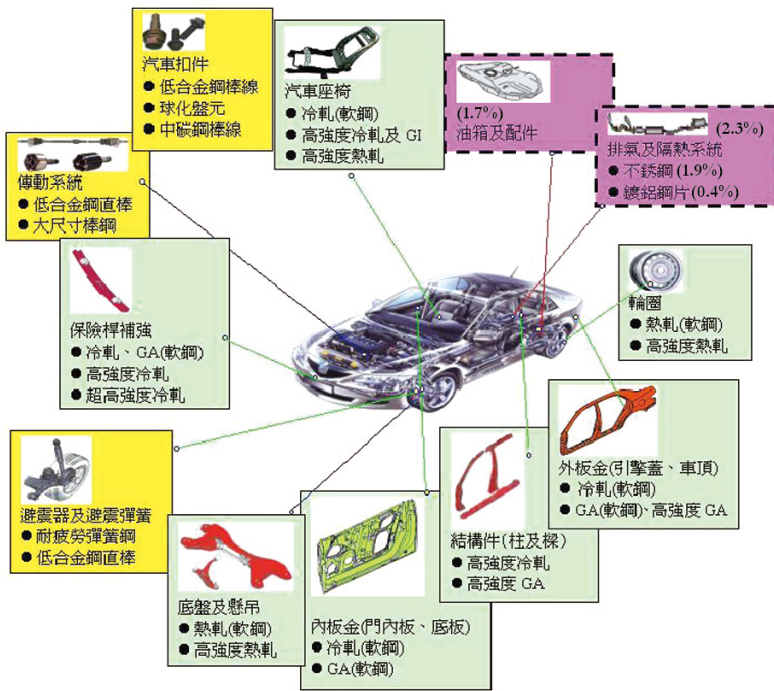 汽車扣件
● 低合金鋼棒線
● 球化盤元
● 中碳鋼棒線
汽車座椅
● 冷軋(軟鋼)
● 高強度冷軋及 GI
● 高強度熱軋
(1.7%)
油箱及配件
(2.3%)
排氣及隔熱系統
● 不銹鋼(1.9%)
● 鍍鋁鋼片(0.4%)
傳動系統
● 低合金鋼直棒
● 大尺寸棒鋼
保險桿補強
● 冷軋、GA(軟鋼)
● 高強度冷軋
● 超高強度冷軋
輪圈
● 熱軋(軟鋼)
● 高強度熱軋
避震器及避震彈簧
● 耐疲勞彈簧鋼
● 低合金鋼直棒
底盤及懸吊
● 熱軋(軟鋼)
● 高強度熱軋
內板金(門內板、底板)
● 冷軋(軟鋼)
● GA(軟鋼)
結構件(柱及樑)
● 高強度冷軋
● 高強度 GA
外板金(引擎蓋、車頂)
● 冷軋(軟鋼)
● GA(軟鋼)、高強度 GA